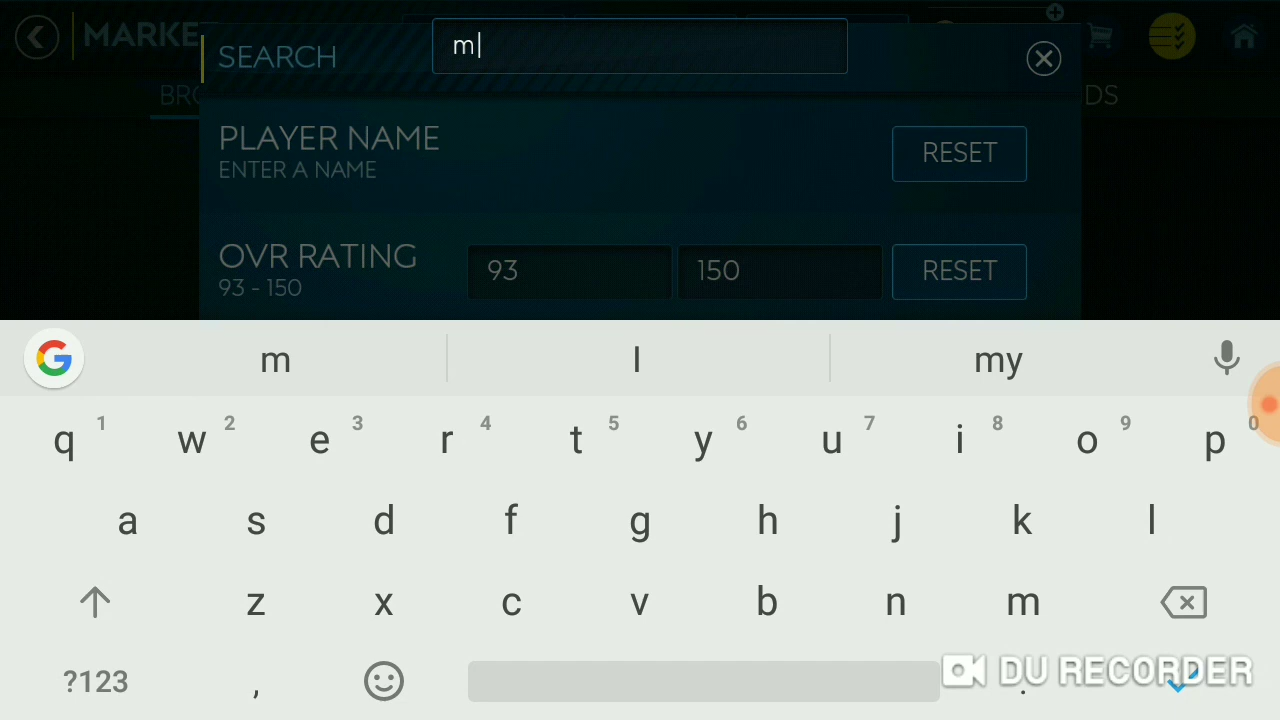 MARKE
SEARCH
m
BRO
DS
PLAYER NAME
ENTER A NAME
RESET
OVR RATING
93 - 150
93
150
RESET
m
I
my
q 1 w 2 e 3 r 4 t 5 y 6 u 7 i 8 o 9 p 0
a s d f g h j k l
z x c v b n m
?123 , .
DU RECORDER